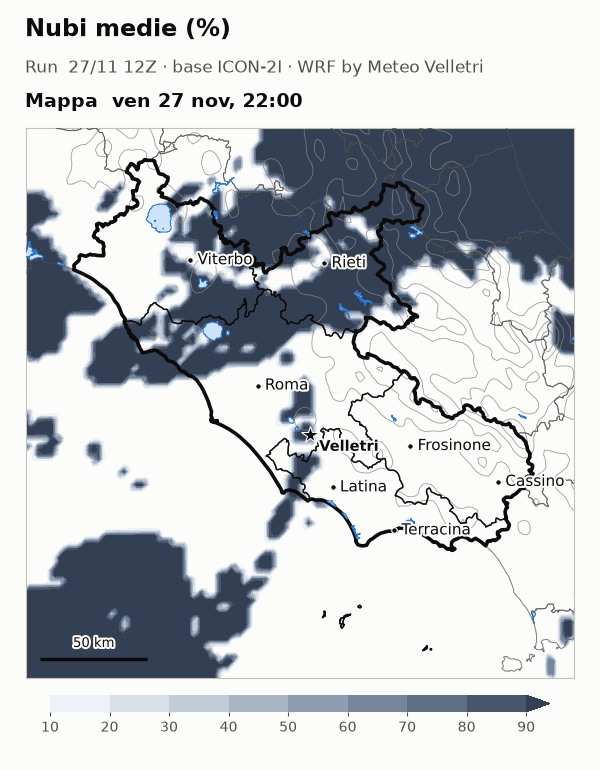 Nubi medie (%)
Run  27/11 12Z · base ICON-2I · WRF by Meteo Velletri
Mappa  ven 27 nov, 22:00
Viterbo
Rieti
Roma
Velletri
Frosinone
Cassino
Latina
Terracina
50 km
10 20 30 40 50 60 70 80 90